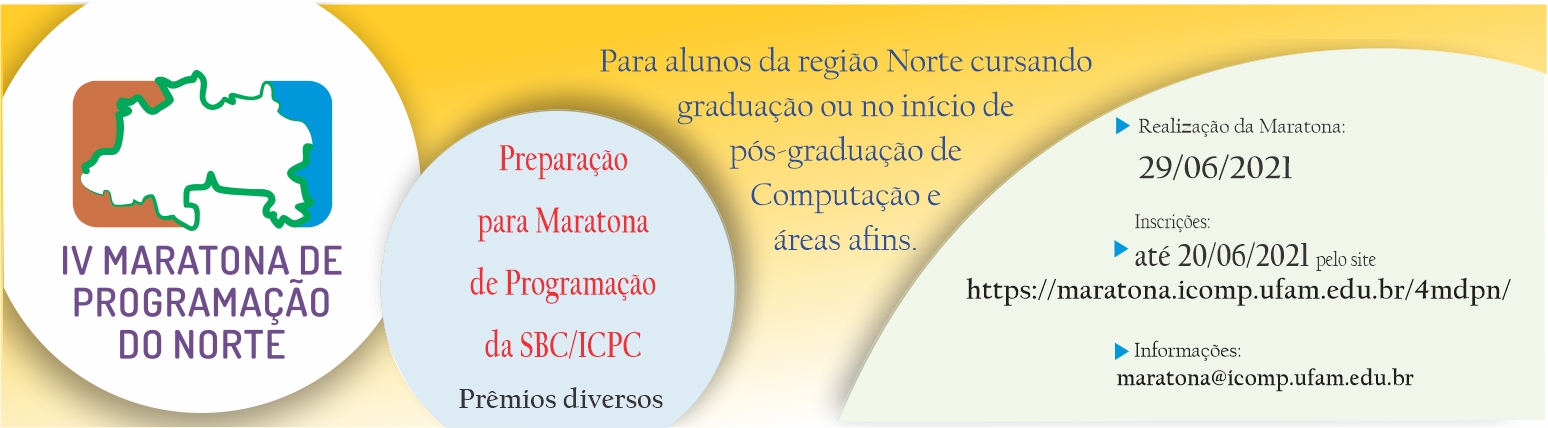 IV MARATONA DE
PROGRAMAÇÃO
DO NORTE
Preparação
para Maratona
de Programação
da SBC/ICPC
Prêmios diversos
Para alunos da região Norte cursando
graduação ou no início de
pós-graduação de
Computação e
áreas afins.
Realização da Maratona:
29/06/2021
Inscrições:
até 20/06/2021 pelo site
https://maratona.icomp.ufam.edu.br/4mdpn/
Informações:
maratona@icomp.ufam.edu.br